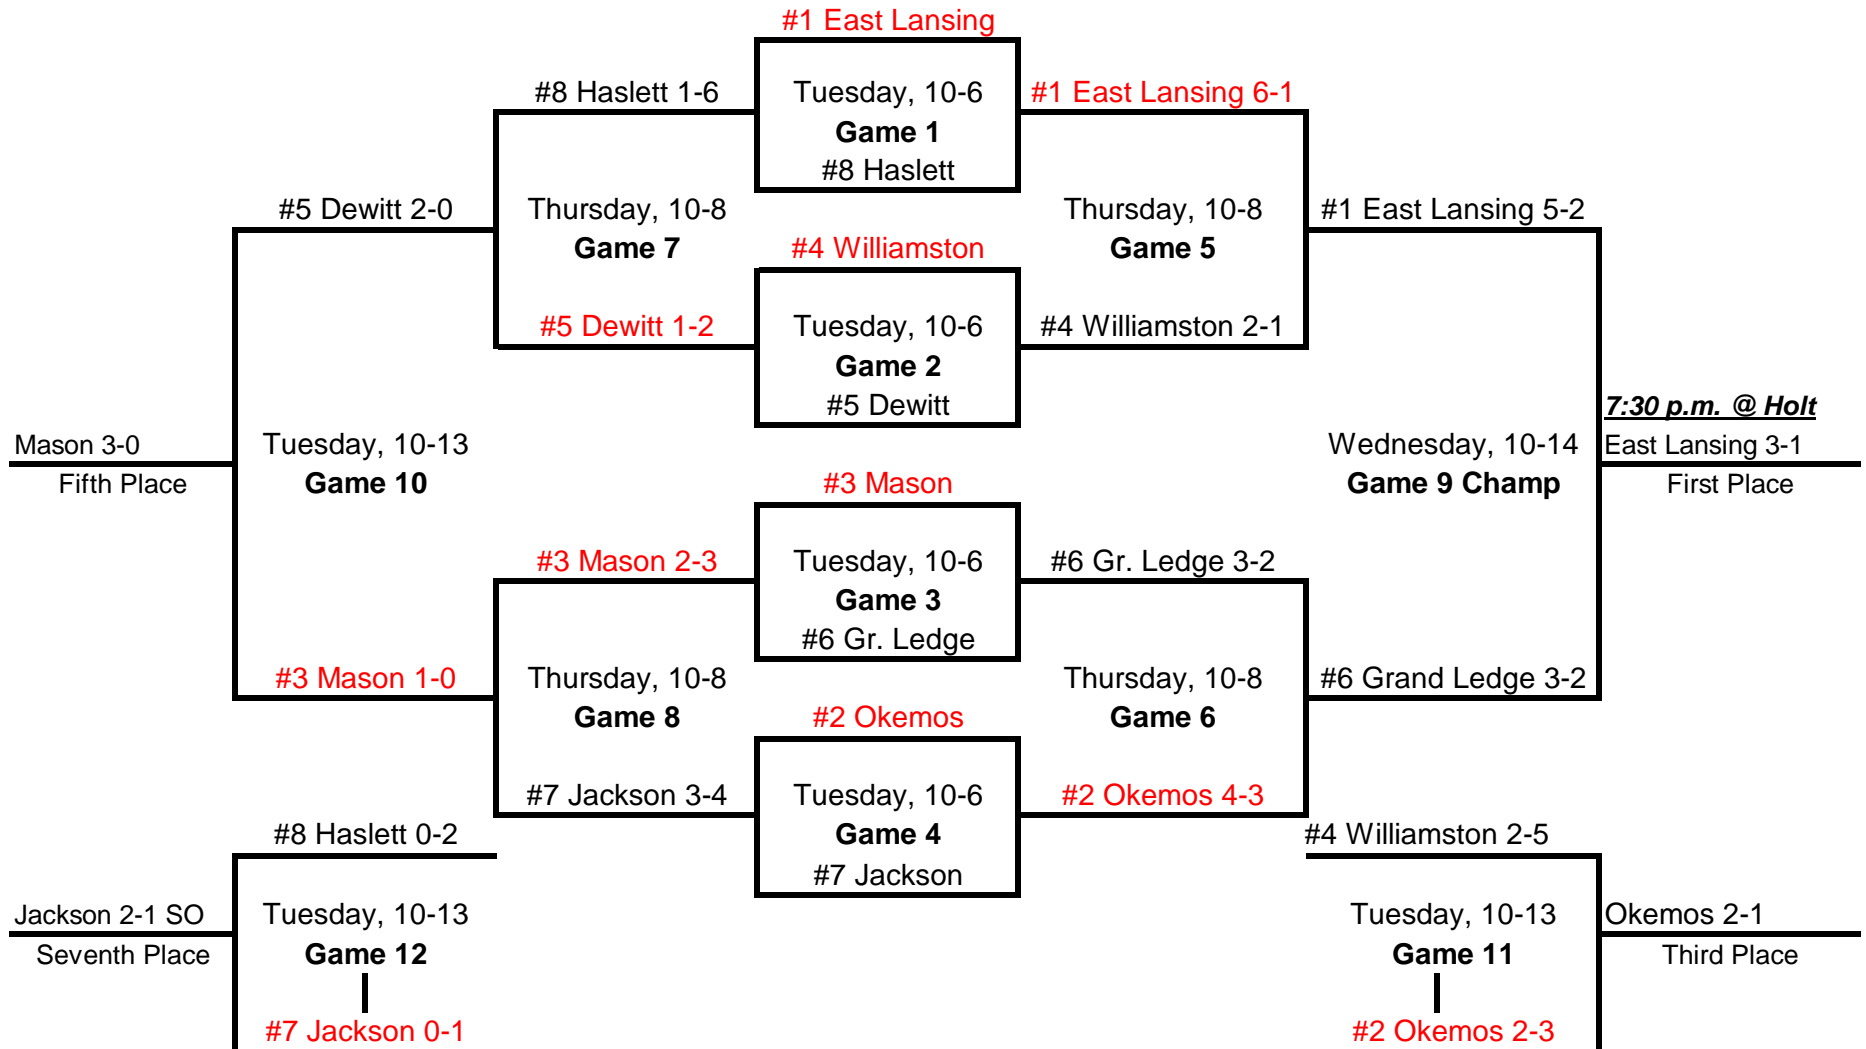 #1 East Lansing
#8 Haslett 1-6
Tuesday, 10-6
#1 East Lansing 6-1
Game 1
#8 Haslett
#5 Dewitt 2-0
Thursday, 10-8
Thursday, 10-8
#1 East Lansing 5-2
Game 7
#4 Williamston
Game 5
#5 Dewitt 1-2
Tuesday, 10-6
#4 Williamston 2-1
Game 2
#5 Dewitt
7:30 p.m. @ Holt
Mason 3-0
Tuesday, 10-13
Wednesday, 10-14
East Lansing 3-1
Fifth Place
Game 10
#3 Mason
Game 9 Champ
First Place
#3 Mason 2-3
Tuesday, 10-6
#6 Gr. Ledge 3-2
Game 3
#6 Gr. Ledge
#3 Mason 1-0
Thursday, 10-8
Thursday, 10-8
#6 Grand Ledge 3-2
Game 8
#2 Okemos
Game 6
#7 Jackson 3-4
Tuesday, 10-6
#2 Okemos 4-3
#8 Haslett 0-2
Game 4
#4 Williamston 2-5
#7 Jackson
Jackson 2-1 SO
Tuesday, 10-13
Tuesday, 10-13
Okemos 2-1
Seventh Place
Game 12
Game 11
Third Place
#7 Jackson 0-1
#2 Okemos 2-3